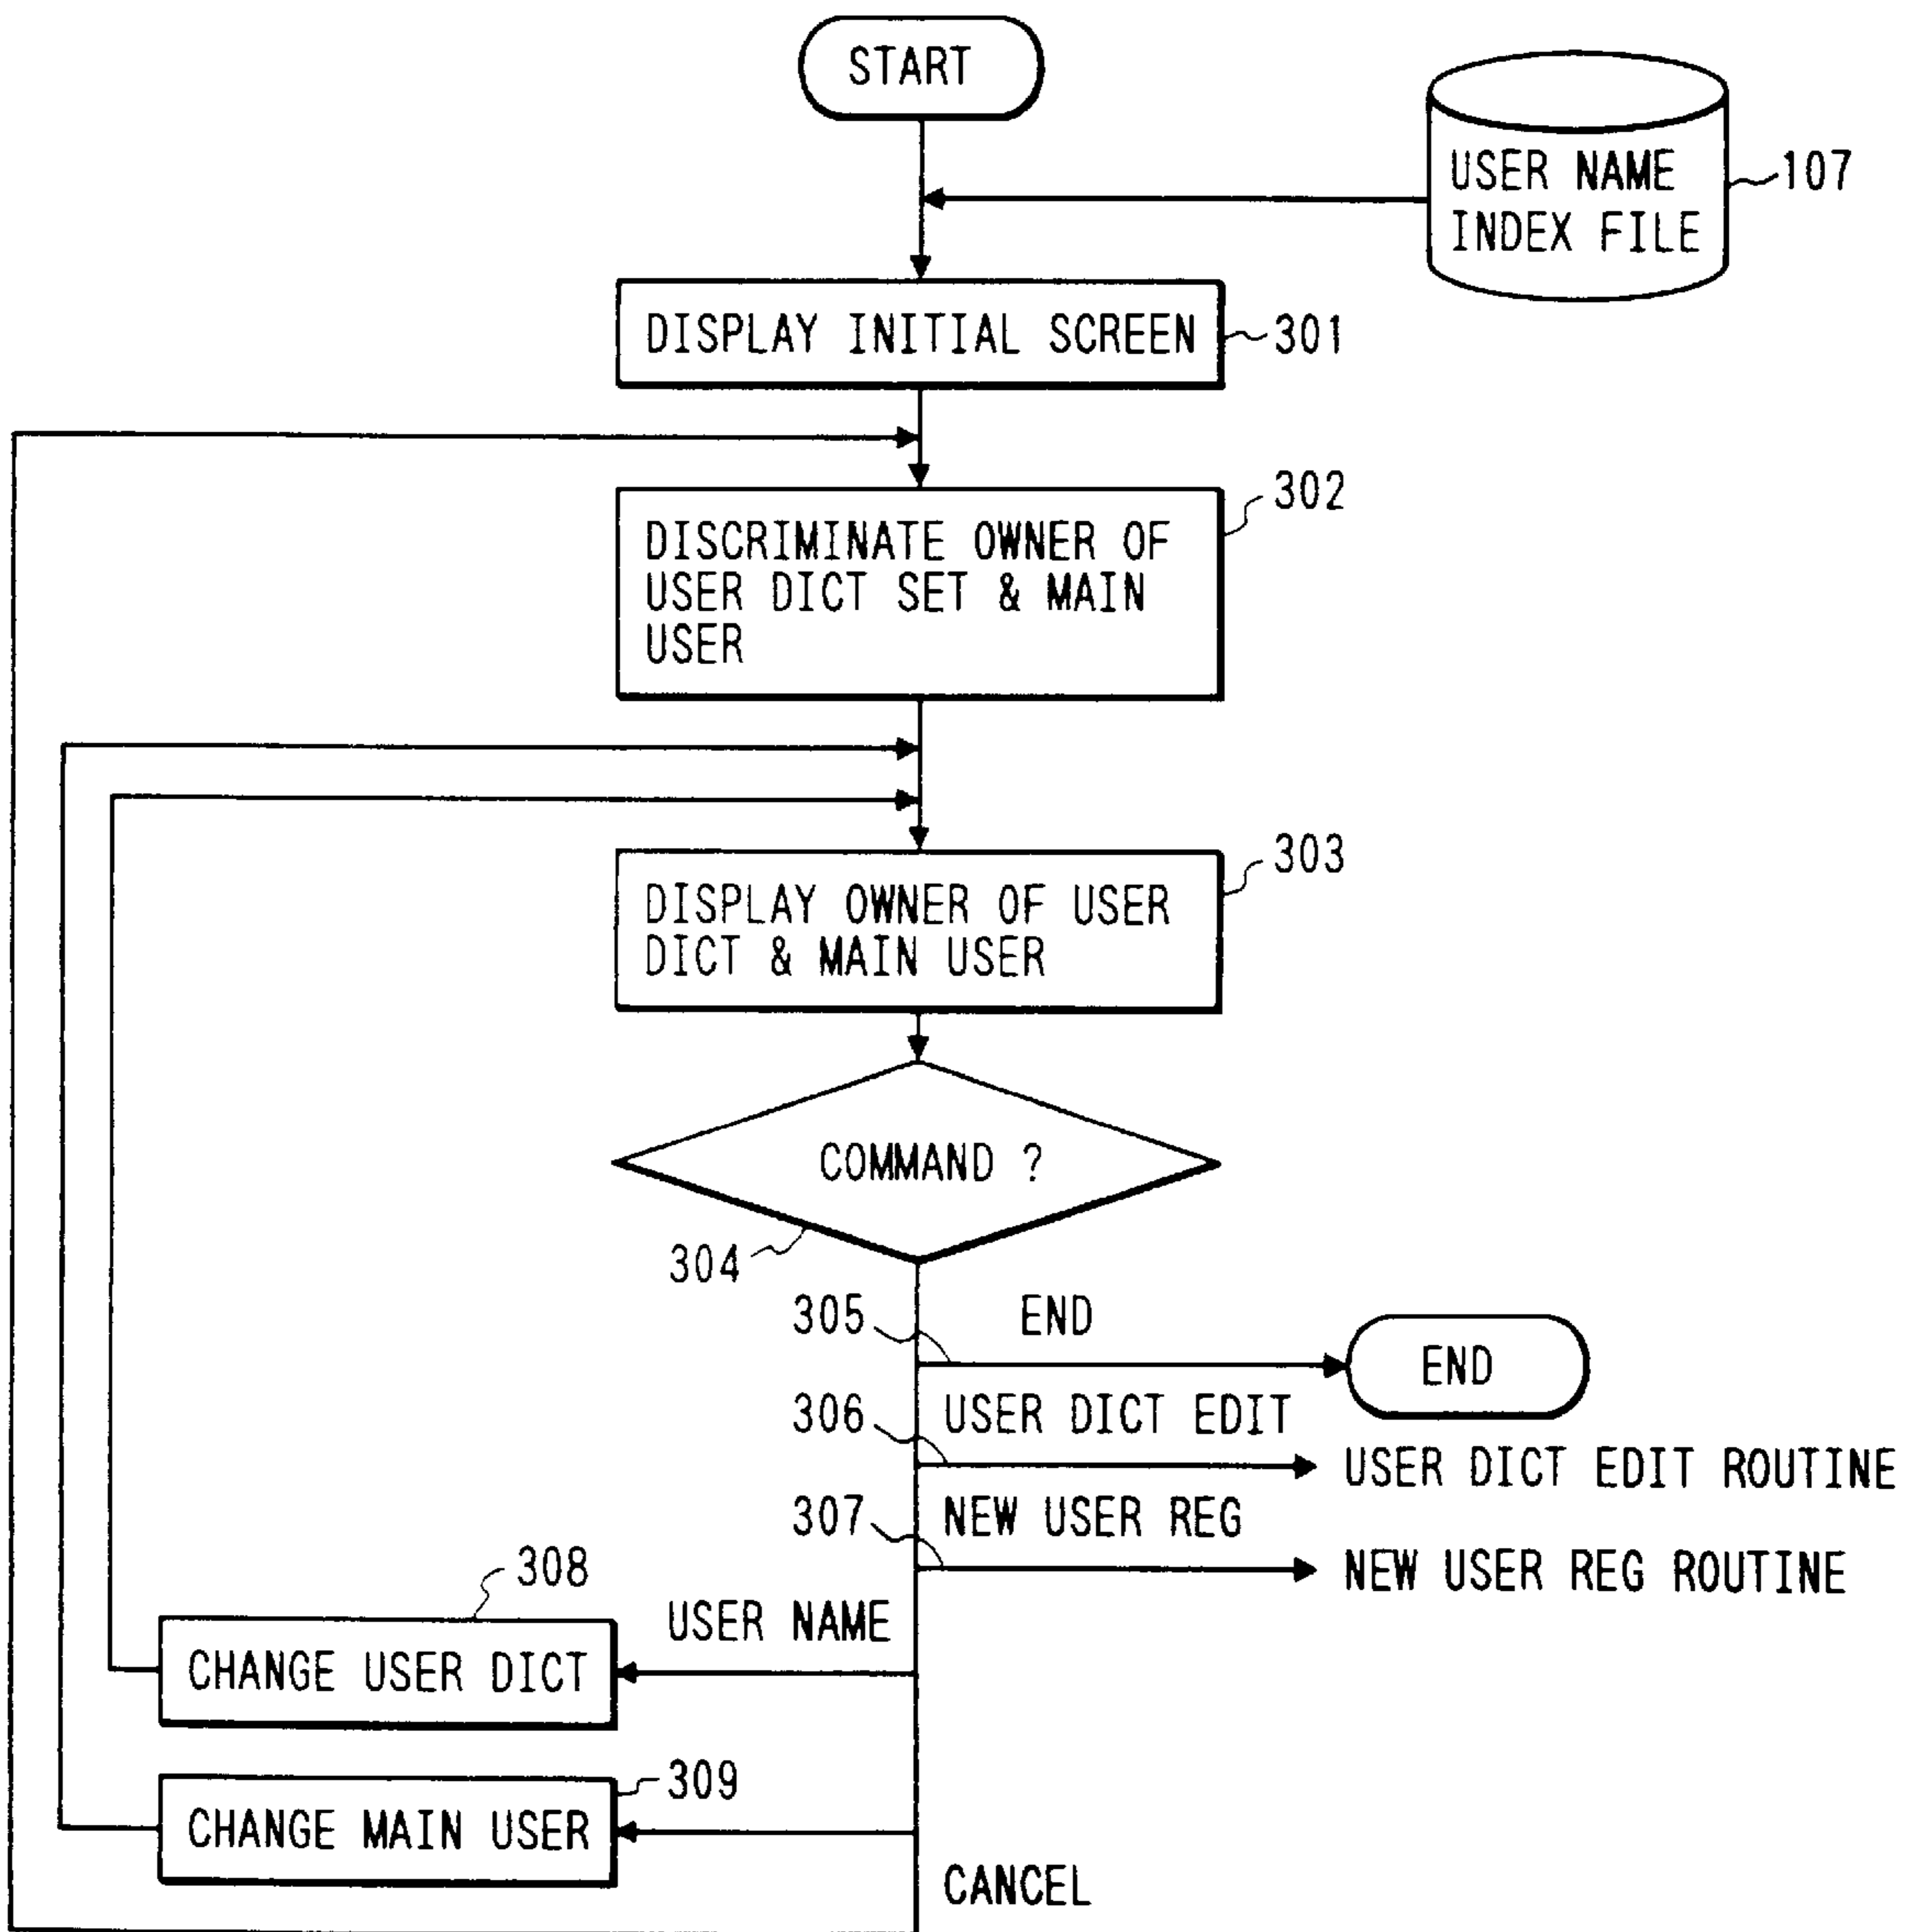 START
USER NAME
INDEX FILE
107
DISPLAY INITIAL SCREEN
301
302
DISCRIMINATE OWNER OF
USER DICT SET & MAIN
USER
303
DISPLAY OWNER OF USER
DICT & MAIN USER
COMMAND ?
304
305
END
END
306
USER DICT EDIT
USER DICT EDIT ROUTINE
307
NEW USER REG
NEW USER REG ROUTINE
308
USER NAME
CHANGE USER DICT
309
CHANGE MAIN USER
CANCEL